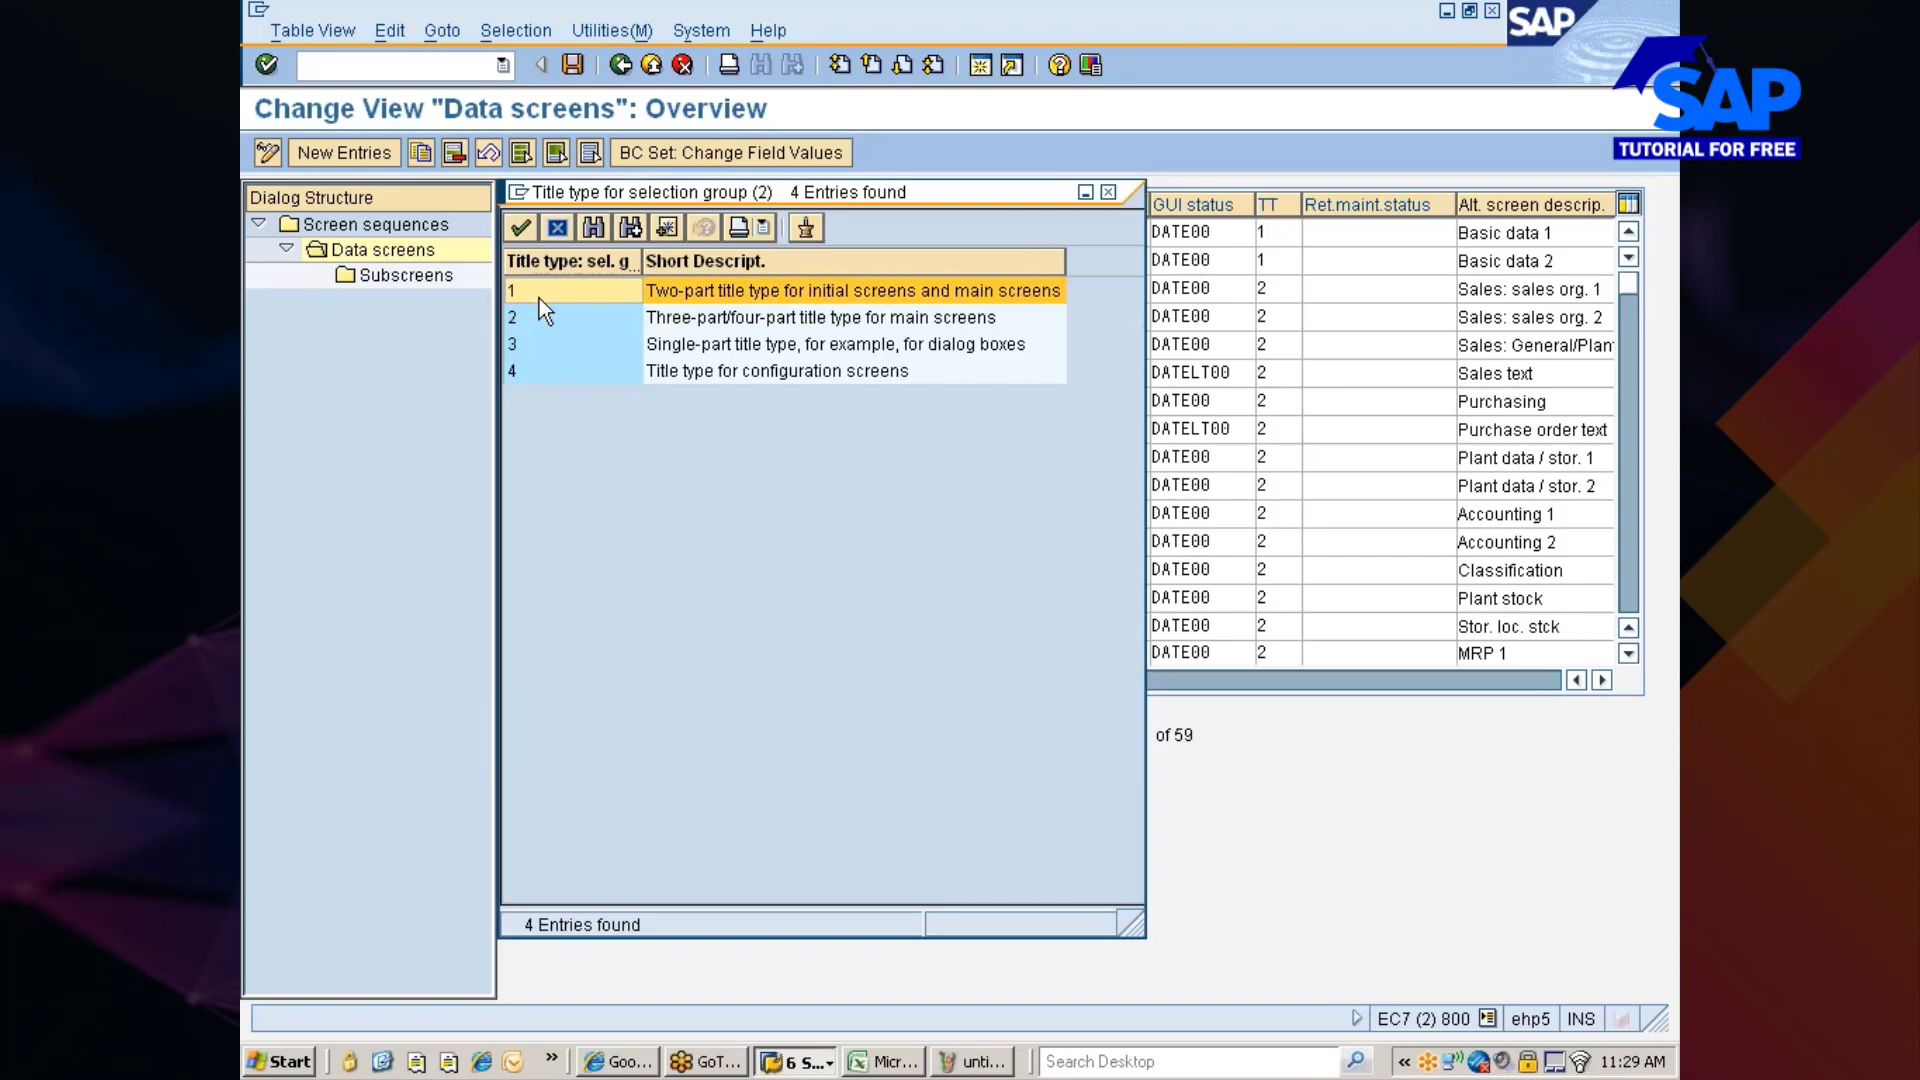 Table View Edit Goto Selection Utilities(M) System Help
SAP
SAP
TUTORIAL FOR FREE
Change View "Data screens": Overview
New Entries BC Set: Change Field Values
Dialog Structure
Screen sequences
Data screens
Subscreens
Title type for selection group (2) 4 Entries found
Title type: sel. g... Short Descript.
1 Two-part title type for initial screens and main screens
2 Three-part/four-part title type for main screens
3 Single-part title type, for example, for dialog boxes
4 Title type for configuration screens
4 Entries found
GUI status TT Ret.maint.status Alt. screen descrip.
DATE00 1 Basic data 1
DATE00 1 Basic data 2
DATE00 2 Sales: sales org. 1
DATE00 2 Sales: sales org. 2
DATE00 2 Sales: General/Plan
DATELT00 2 Sales text
DATE00 2 Purchasing
DATELT00 2 Purchase order text
DATE00 2 Plant data / stor. 1
DATE00 2 Plant data / stor. 2
DATE00 2 Accounting 1
DATE00 2 Accounting 2
DATE00 2 Classification
DATE00 2 Plant stock
DATE00 2 Stor. loc. stck
DATE00 2 MRP 1
of 59
EC7 (2) 800 ehp5 INS
Start » Goo... GoT... 6 S... Micr... unti... Search Desktop « 11:29 AM